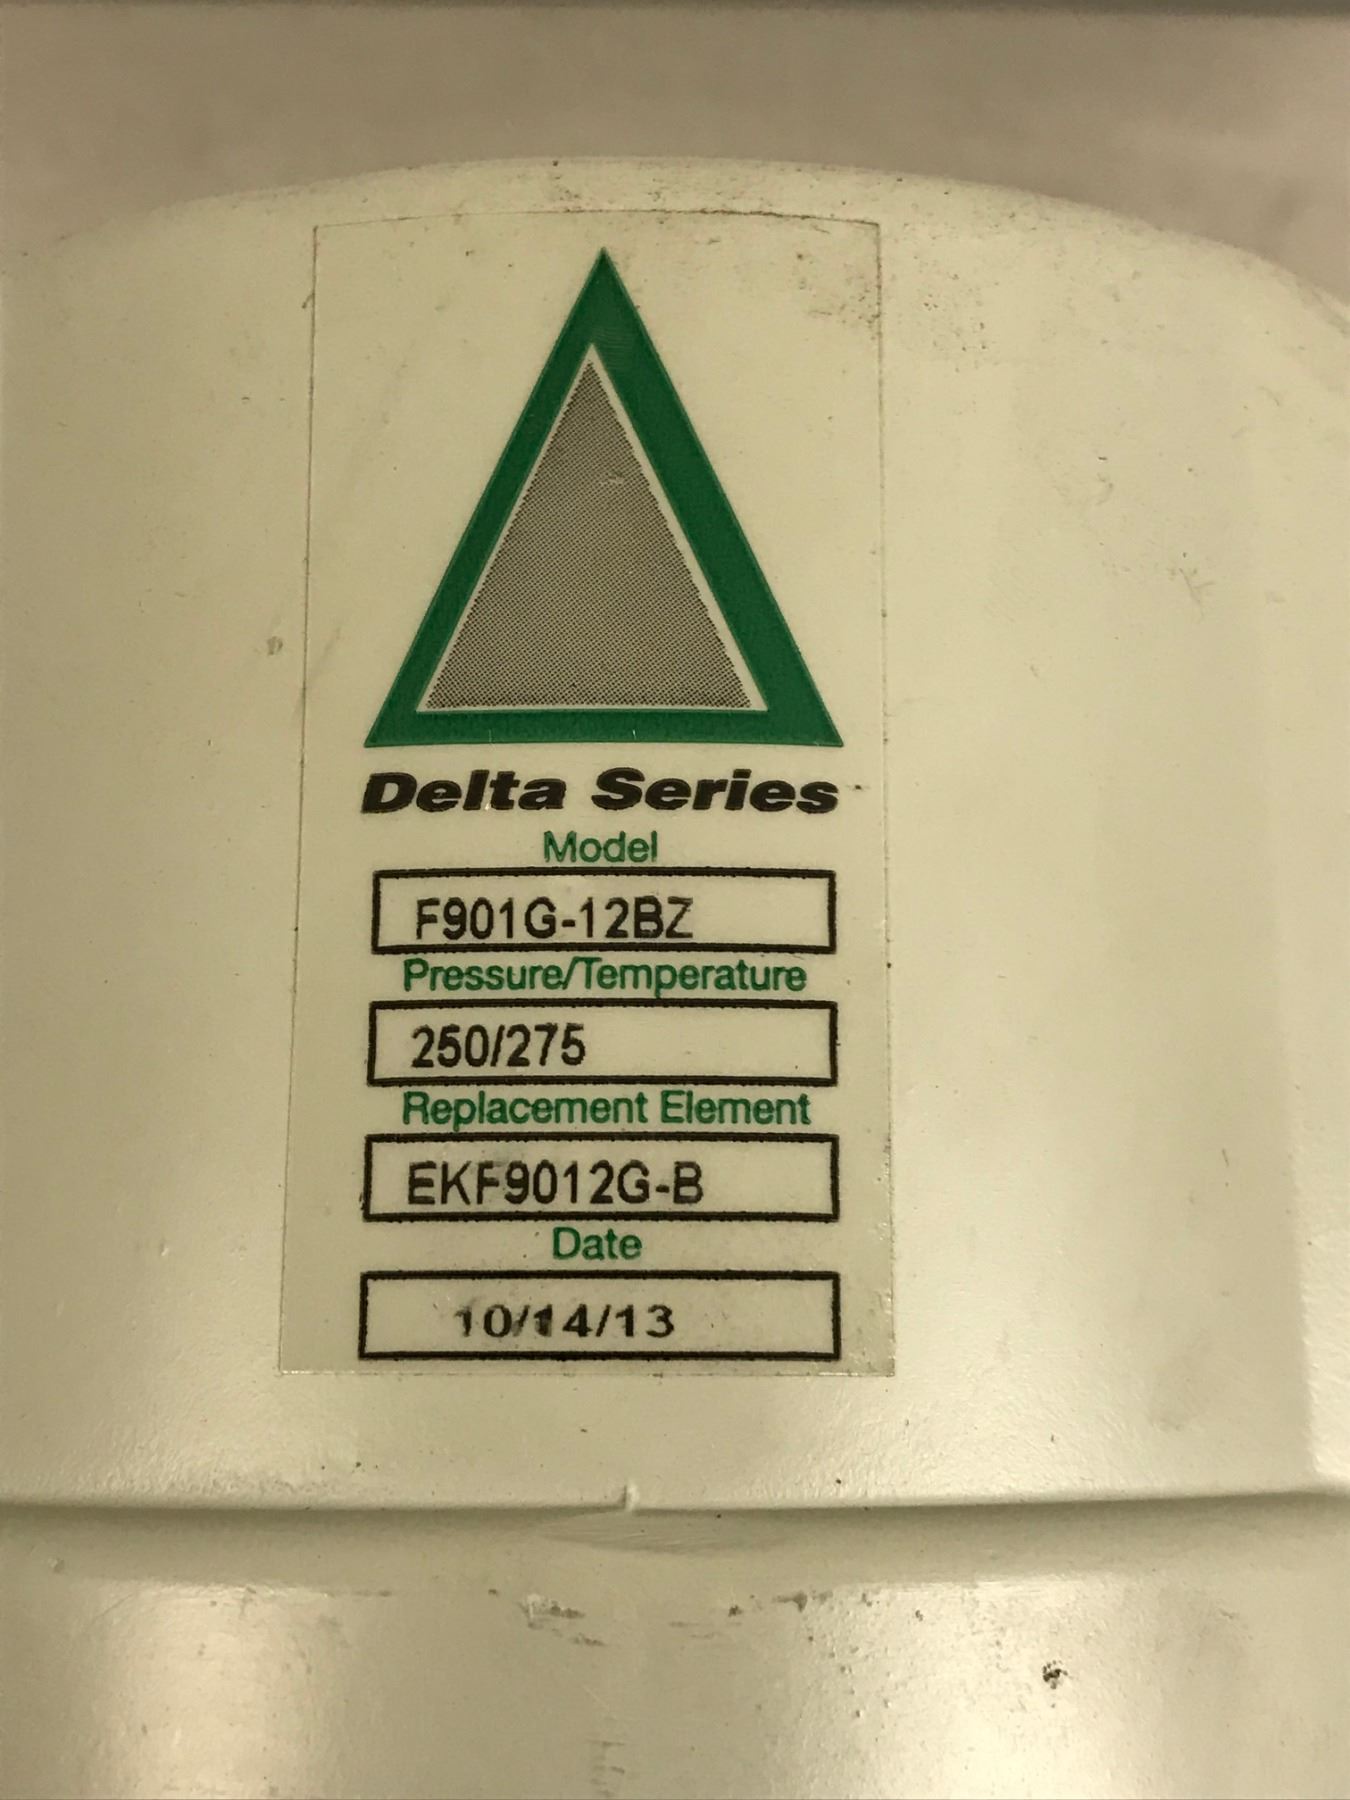 Delta Series
Model
F901G-12BZ
Pressure/Temperature
250/275
Replacement Element
EKF9012G-B
Date
10/14/13